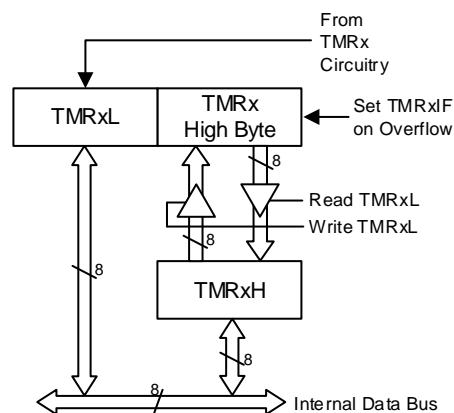 From
TMRx
Circuitry
TMRxL
TMRx
High Byte
Set TMRxIF
on Overflow
8
Read TMRxL
Write TMRxL
8
8
TMRxH
8
8
Internal Data Bus